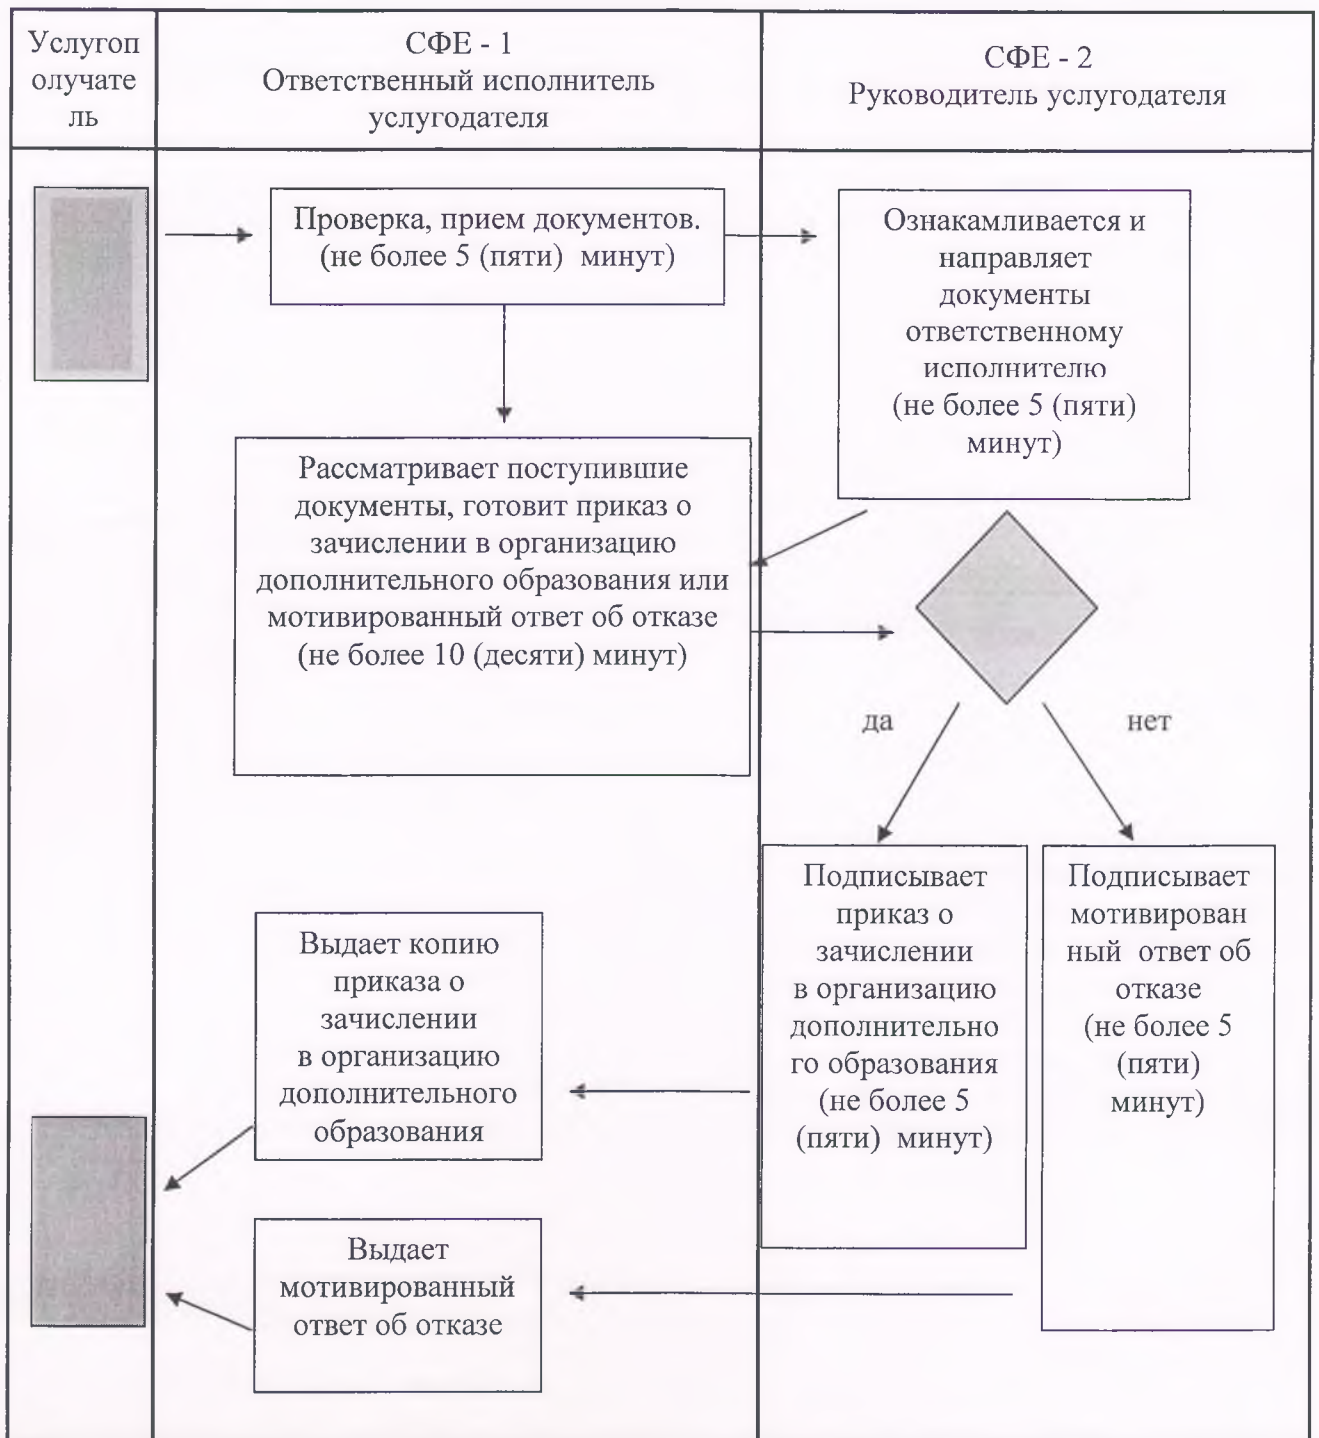 Услугоп
олучате
ль
СФЕ - 1
Ответственный исполнитель
услугодателя
СФЕ - 2
Руководитель услугодателя
Проверка, прием документов.
(не более 5 (пяти) минут)
Ознакамливается и
направляет
документы
ответственному
исполнителю
(не более 5 (пяти)
минут)
Рассматривает поступившие
документы, готовит приказ о
зачислении в организацию
дополнительного образования или
мотивированный ответ об отказе
(не более 10 (десяти) минут)
да
нет
Подписывает
приказ о
зачислении
в организацию
дополнительно
го образования
(не более 5
(пяти) минут)
Подписывает
мотивирован
ный ответ об
отказе
(не более 5
(пяти)
минут)
Выдает копию
приказа о
зачислении
в организацию
дополнительного
образования
Выдает
мотивированный
ответ об отказе